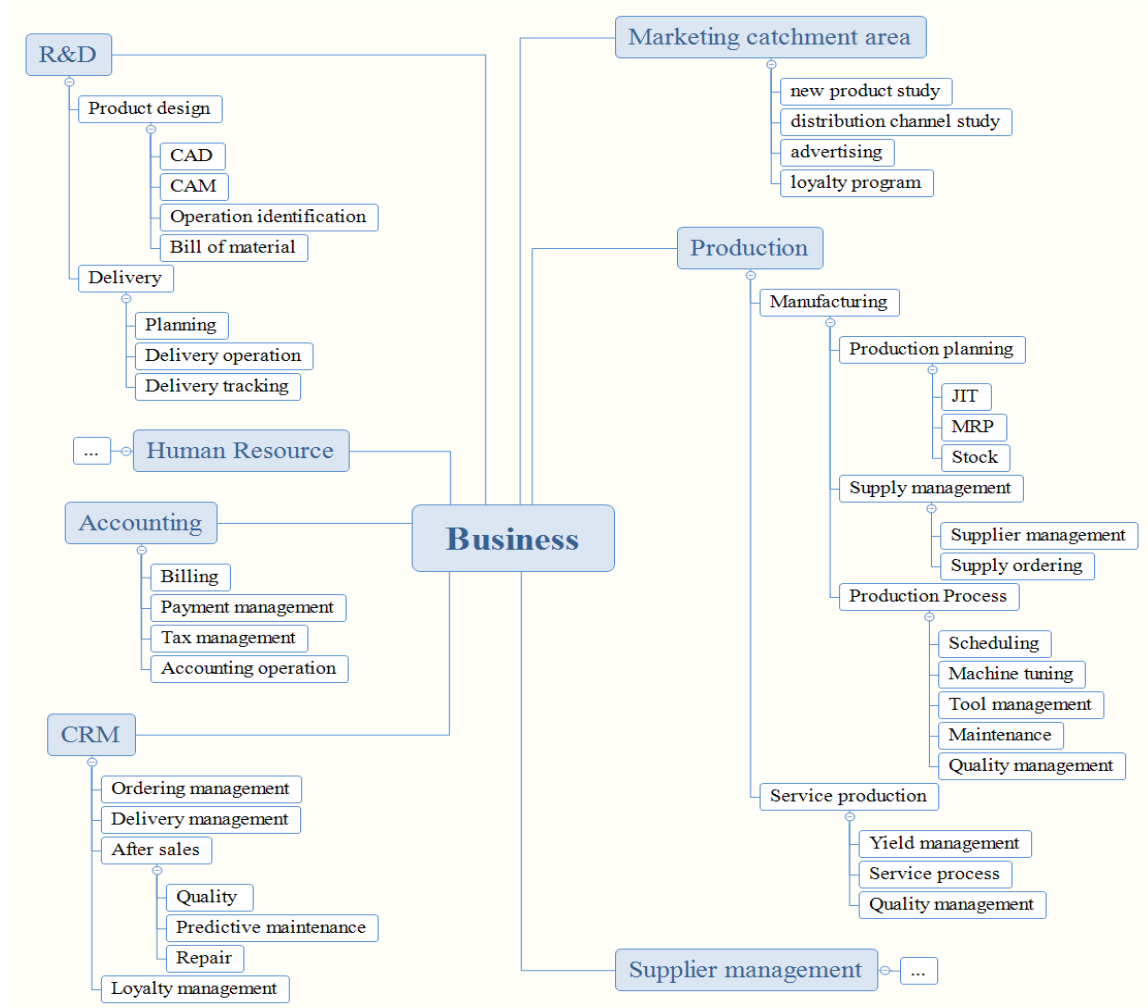 R&D
Product design
CAD
CAM
Operation identification
Bill of material
Delivery
Planning
Delivery operation
Delivery tracking
...
Human Resource
Accounting
Billing
Payment management
Tax management
Accounting operation
CRM
Ordering management
Delivery management
After sales
Quality
Predictive maintenance
Repair
Loyalty management
Business
Marketing catchment area
new product study
distribution channel study
advertising
loyalty program
Production
Manufacturing
Production planning
JIT
MRP
Stock
Supply management
Supplier management
Supply ordering
Production Process
Scheduling
Machine tuning
Tool management
Maintenance
Quality management
Service production
Yield management
Service process
Quality management
Supplier management
...